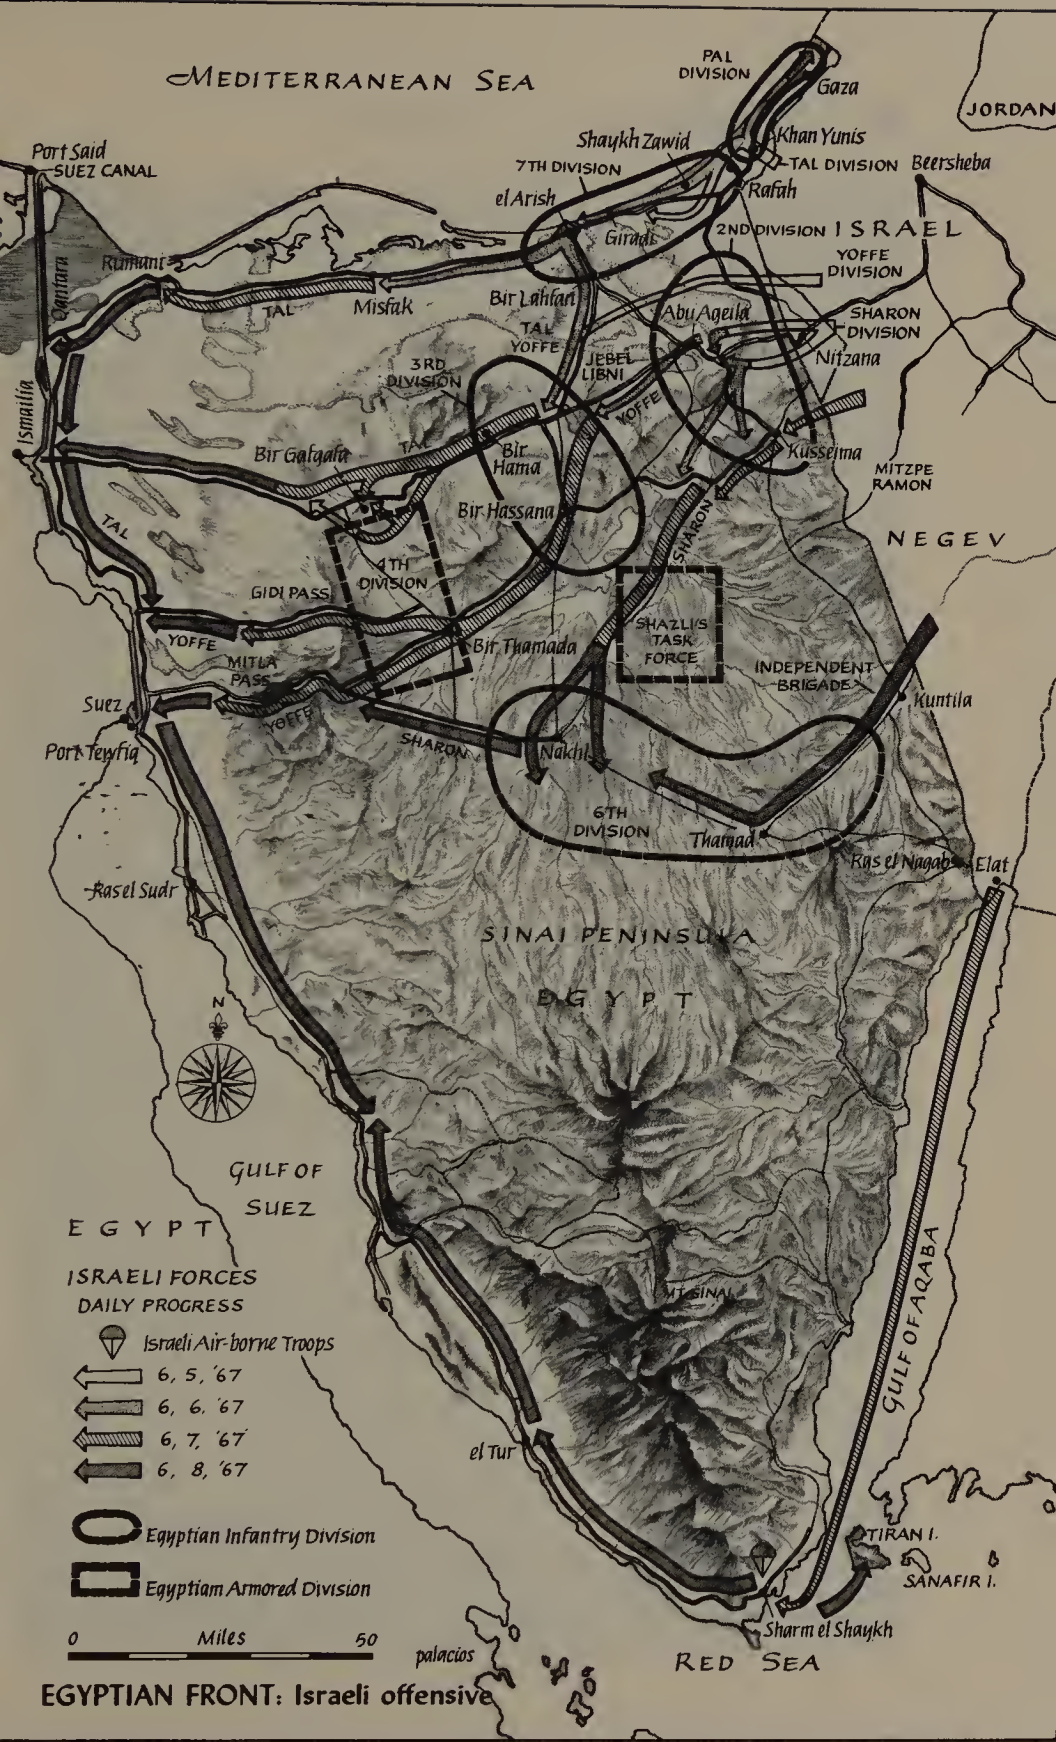 MEDITERRANEAN SEA
PAL
DIVISION
Gaza
JORDAN
Khan Yunis
Shaykh Zawid
TAL DIVISION
Beersheba
Port Said
SUEZ CANAL
7TH DIVISION
Rafah
el Arish
Giradi
2ND DIVISION
ISRAEL
YOFFE
DIVISION
Rumani
Qantara
TAL
Misfak
Bir Lahfan
Abu Ageila
SHARON
DIVISION
TAL
YOFFE
JEBEL
LIBNI
Nitzana
3RD
DIVISION
YOFFE
Ismailia
Bir Gafgafa
TAL
Bir
Hama
Kusseima
MITZPE
RAMON
Bir Hassana
SHARON
NEGEV
TAL
4TH
DIVISION
GIDI PASS
SHAZLI'S
TASK
FORCE
YOFFE
Bir Thamada
MITLA
PASS
INDEPENDENT
BRIGADE
Kuntila
Suez
YOFFE
Port Tewfiq
SHARON
Nakhl
6TH
DIVISION
Thamad
Ras el Naqab
Elat
Ras el Sudr
SINAI PENINSULA
EGYPT
N
GULF OF
SUEZ
EGYPT
MT. SINAI
GULF OF AQABA
ISRAELI FORCES
DAILY PROGRESS
Israeli Air-borne Troops
6, 5, '67
6, 6, '67
6, 7, '67
6, 8, '67
el Tur
Egyptian Infantry Division
Egyptiam Armored Division
TIRAN I.
SANAFIR I.
Sharm el Shaykh
0 Miles 50
palacios
RED SEA
EGYPTIAN FRONT: Israeli offensive